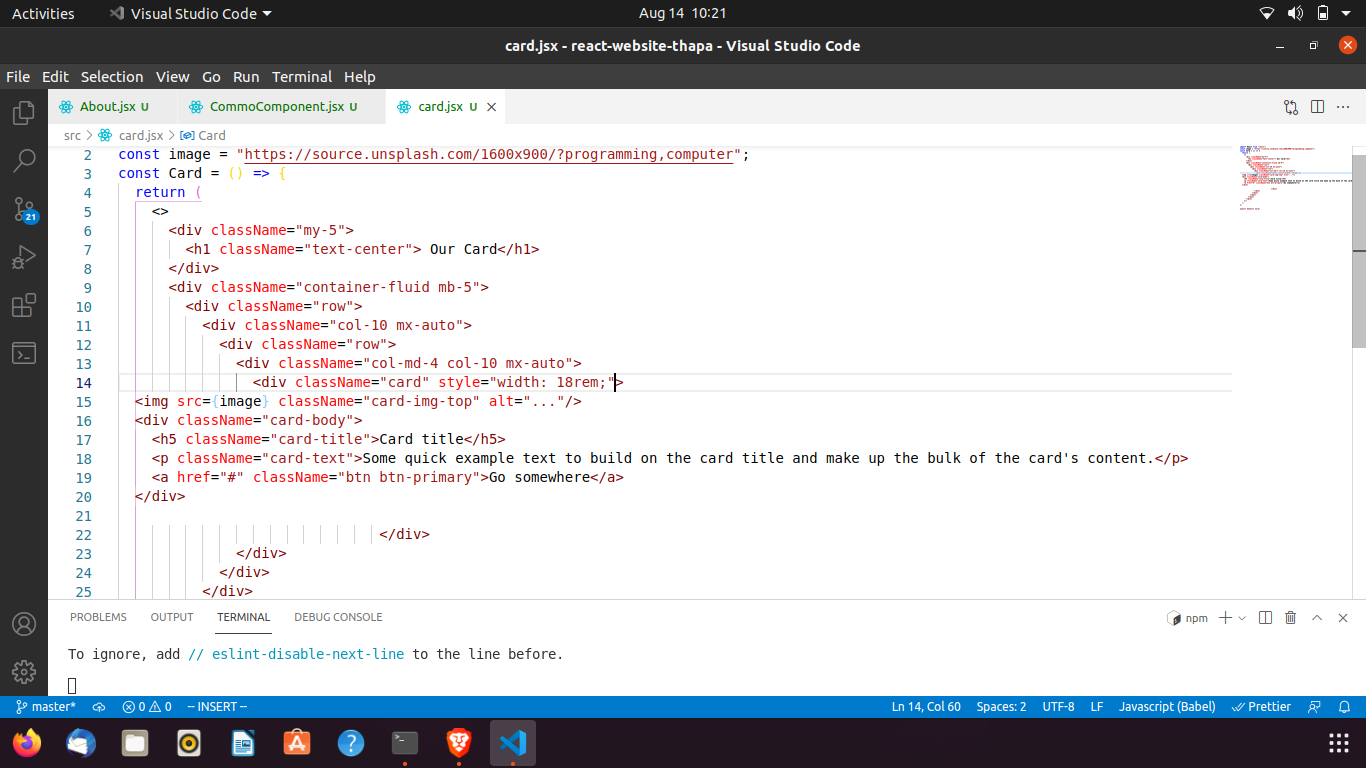 Activities Visual Studio Code Aug 14 10:21
card.jsx - react-website-thapa - Visual Studio Code
File Edit Selection View Go Run Terminal Help
About.jsx U CommoComponent.jsx U card.jsx U
src > card.jsx > Card
2 const image = "https://source.unsplash.com/1600x900/?programming,computer";
3 const Card = () => {
4 return (
5 <>
6 <div className="my-5">
7 <h1 className="text-center"> Our Card</h1>
8 </div>
9 <div className="container-fluid mb-5">
10 <div className="row">
11 <div className="col-10 mx-auto">
12 <div className="row">
13 <div className="col-md-4 col-10 mx-auto">
14 <div className="card" style="width: 18rem;">
15 <img src={image} className="card-img-top" alt="..."/>
16 <div className="card-body">
17 <h5 className="card-title">Card title</h5>
18 <p className="card-text">Some quick example text to build on the card title and make up the bulk of the card's content.</p>
19 <a href="#" className="btn btn-primary">Go somewhere</a>
20 </div>
21
22 </div>
23 </div>
24 </div>
25 </div>
21
PROBLEMS OUTPUT TERMINAL DEBUG CONSOLE npm
To ignore, add // eslint-disable-next-line to the line before.
master* 0 0 -- INSERT -- Ln 14, Col 60 Spaces: 2 UTF-8 LF Javascript (Babel) Prettier